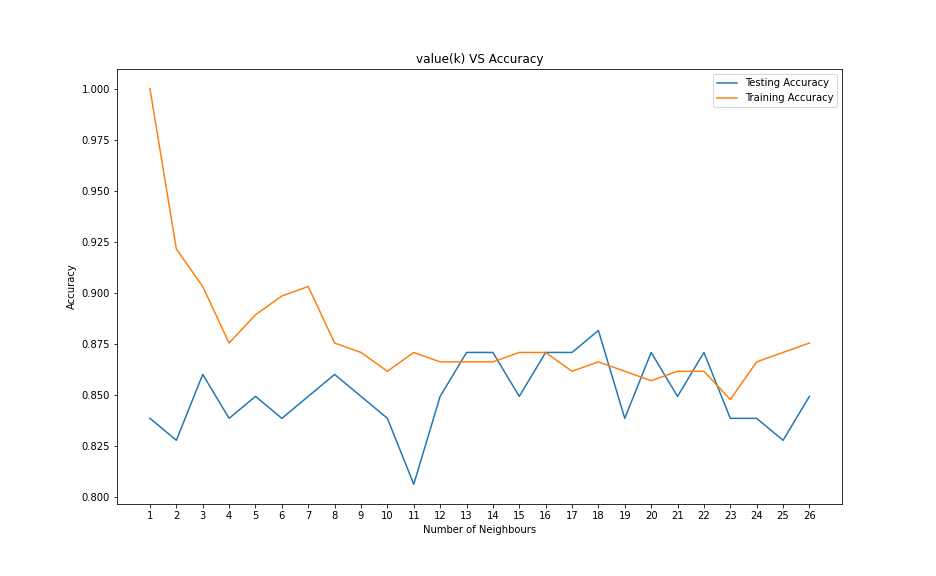 value(k) VS Accuracy
Testing Accuracy
Training Accuracy
1.000
0.975
0.950
0.925
0.900
0.875
0.850
0.825
0.800
Accuracy
1 2 3 4 5 6 7 8 9 10 11 12 13 14 15 16 17 18 19 20 21 22 23 24 25 26
Number of Neighbours